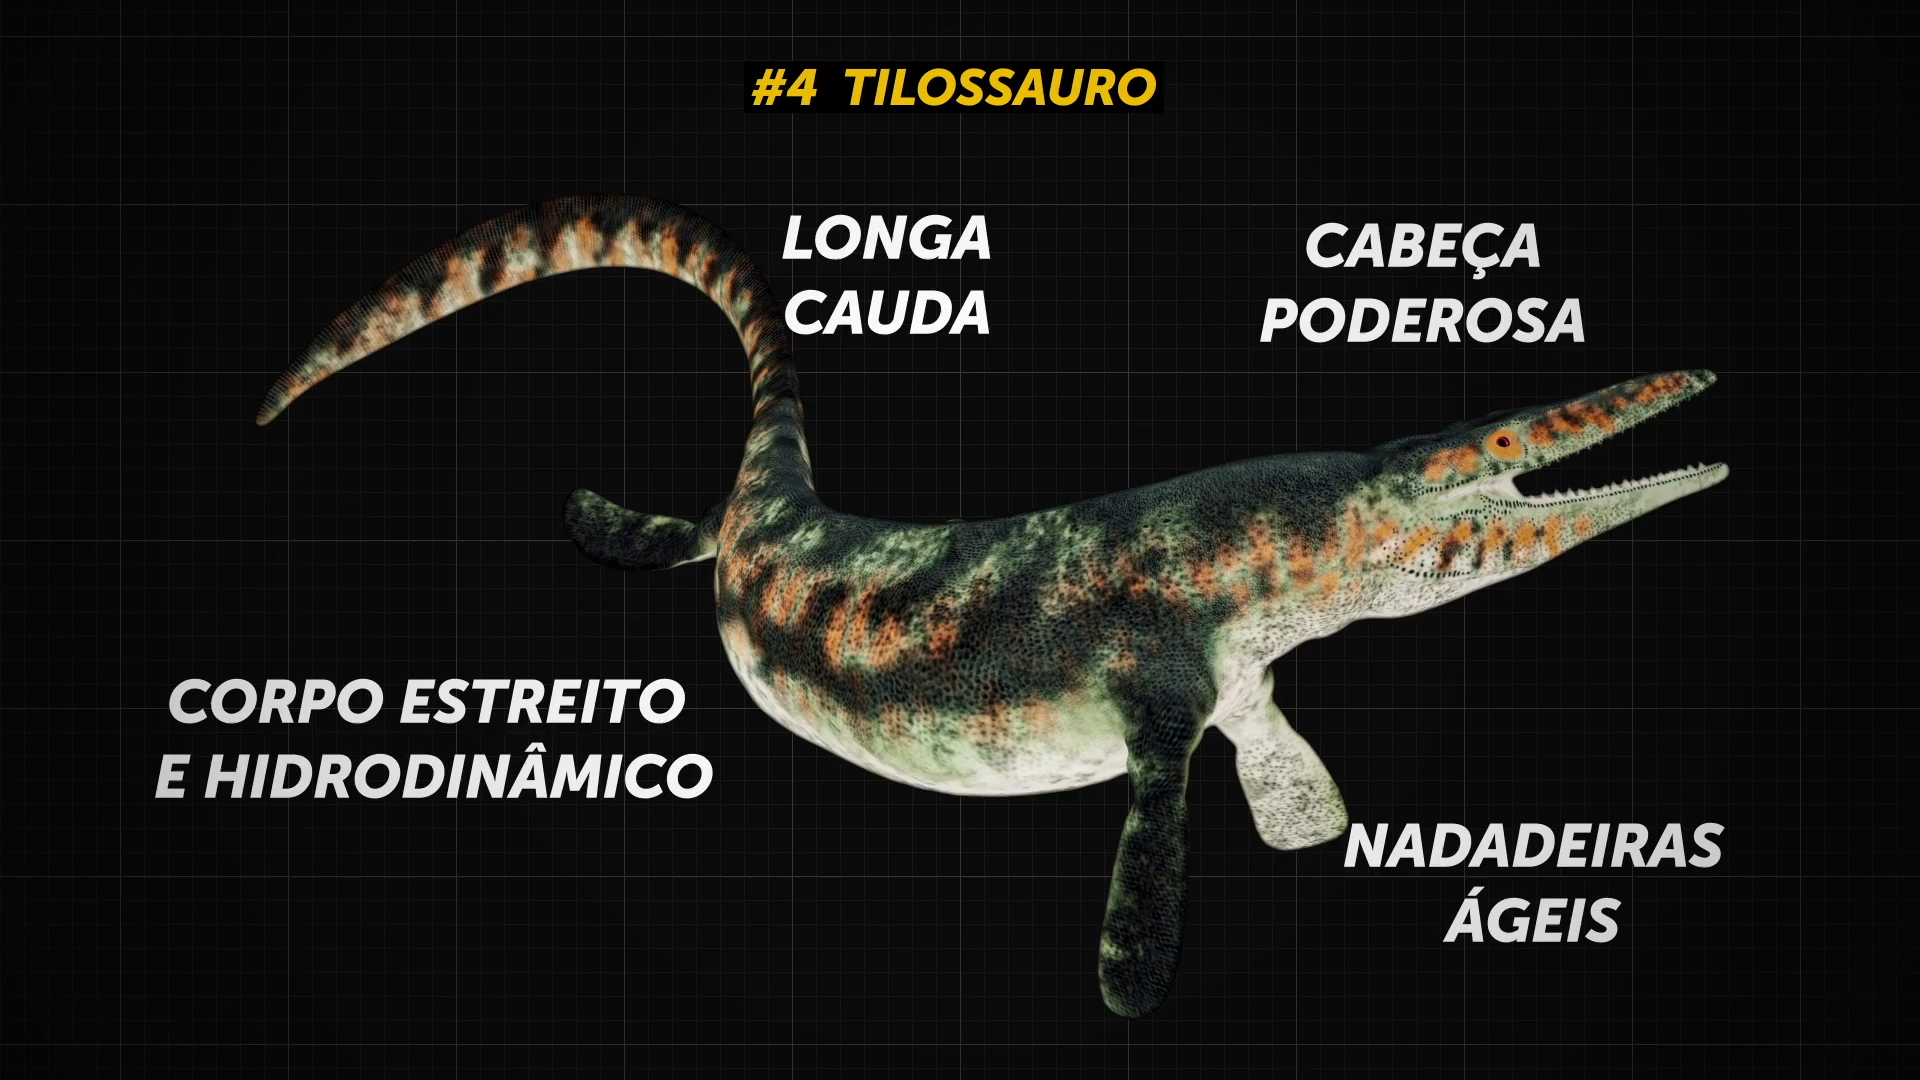 #4 TILOSSAURO
LONGA
CAUDA
CABEÇA
PODEROSA
CORPO ESTREITO
E HIDRODINÂMICO
NADADEIRAS
ÁGEIS